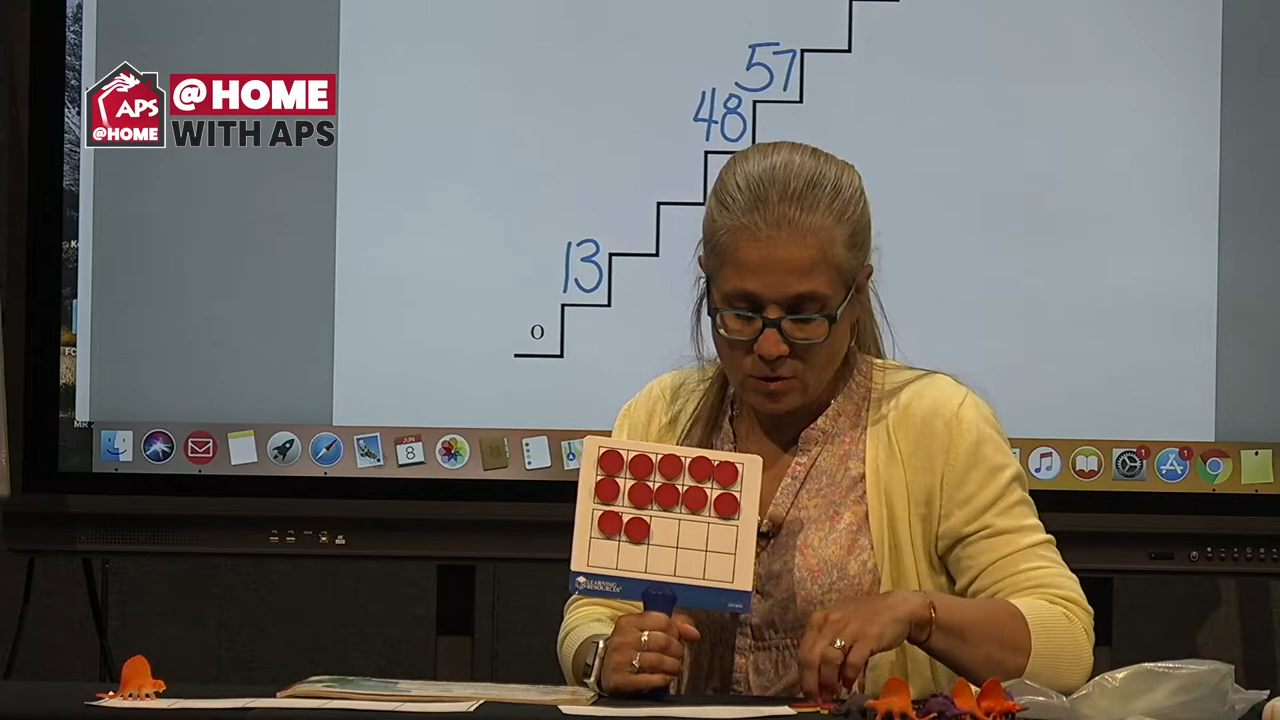 57
48
13
0
APS
@HOME
@HOME
WITH APS
JUN
8
LEARNING
RESOURCES